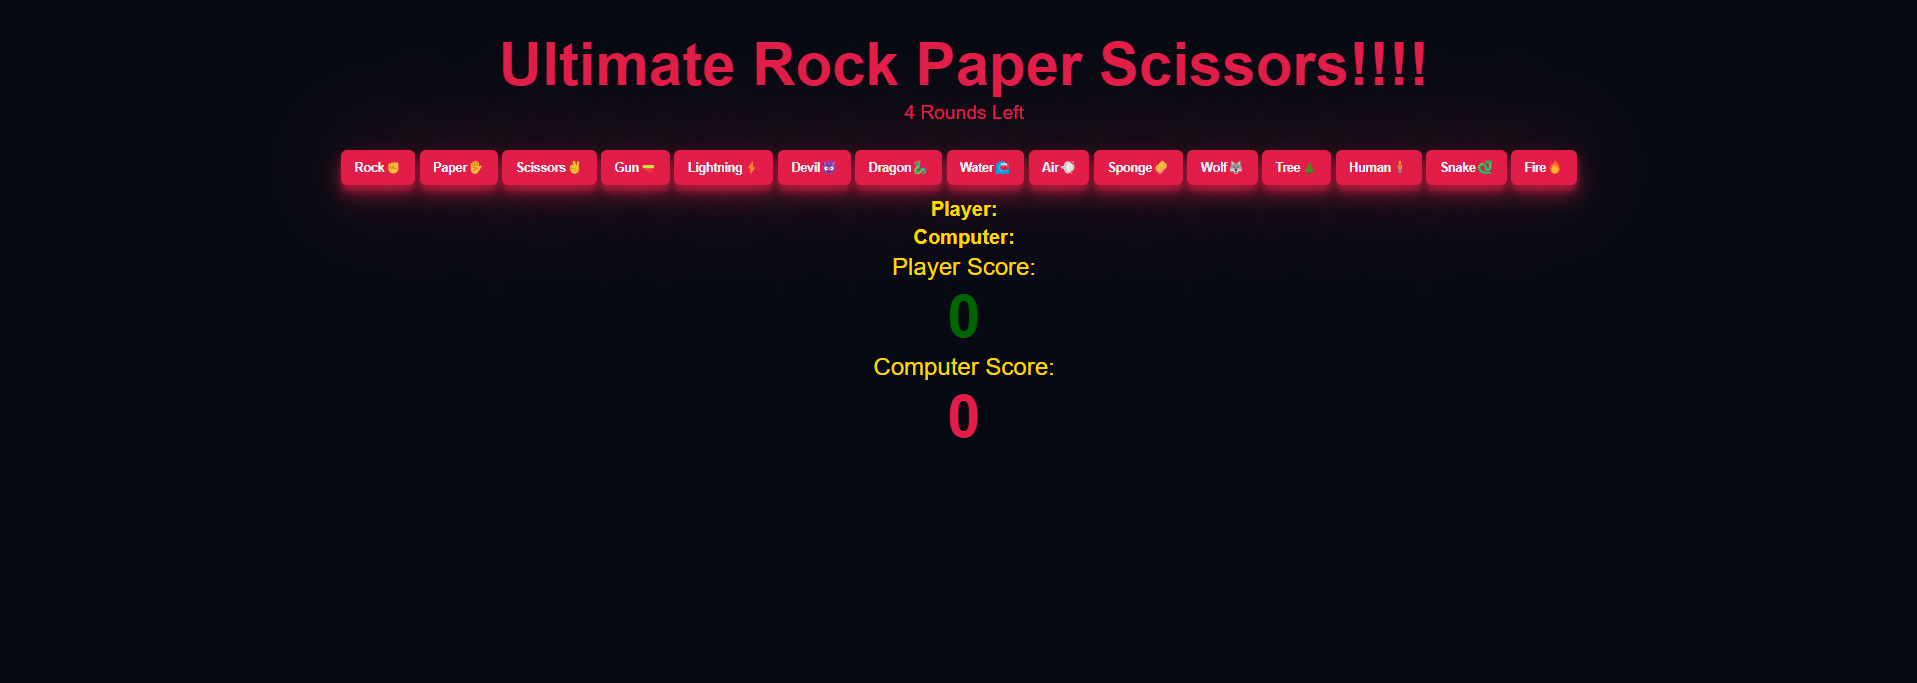 Ultimate Rock Paper Scissors!!!!
4 Rounds Left
Rock✊ Paper✋ Scissors✌ Gun🔫 Lightning⚡ Devil😈 Dragon🐉 Water🌊 Air💨 Sponge🧽 Wolf🐺 Tree🌲 Human🧍 Snake🐍 Fire🔥
Player:
Computer:
Player Score:
0
Computer Score:
0